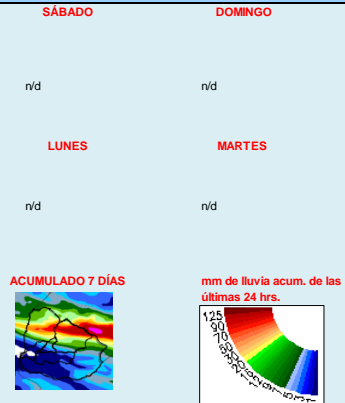 SÁBADO DOMINGO
n/d n/d
LUNES MARTES
n/d n/d
ACUMULADO 7 DÍAS
mm de lluvia acum. de las
últimas 24 hrs.
125
90
70